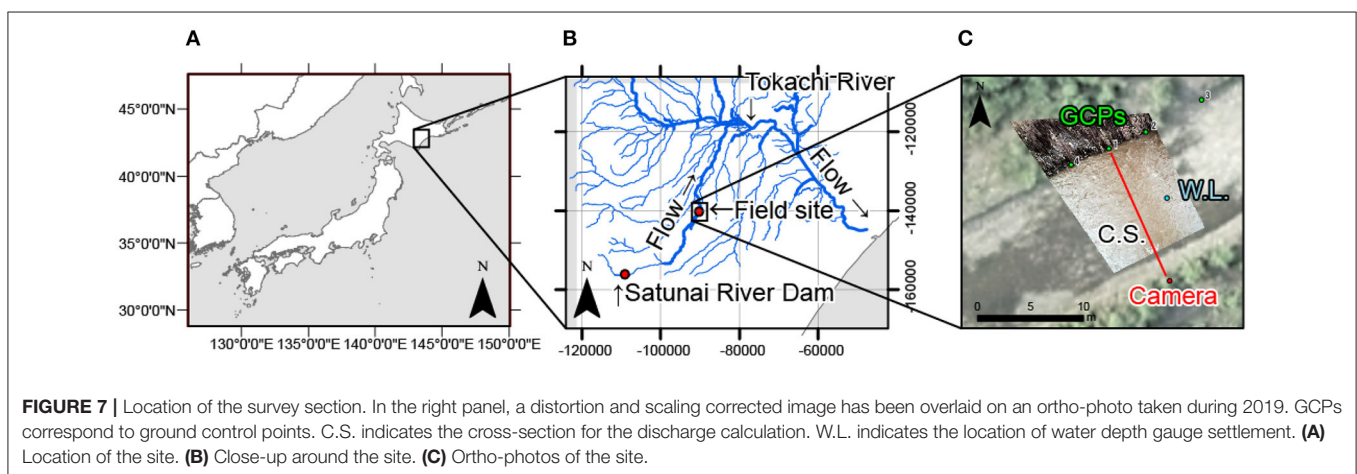 A
B
C
45°0'0"N
40°0'0"N
35°0'0"N
30°0'0"N
N
130°0'0"E 135°0'0"E 140°0'0"E 145°0'0"E 150°0'0"E
Tokachi River
↓
Flow →
Flow →
← Field site
↑Satunai River Dam
N
-120000
-140000
-160000
-120000 -100000 -80000 -60000
N
GCPs
3
2
1
4
W.L.
C.S.
Camera
0 5 10
m
FIGURE 7 | Location of the survey section. In the right panel, a distortion and scaling corrected image has been overlaid on an ortho-photo taken during 2019. GCPs
correspond to ground control points. C.S. indicates the cross-section for the discharge calculation. W.L. indicates the location of water depth gauge settlement. (A)
Location of the site. (B) Close-up around the site. (C) Ortho-photos of the site.